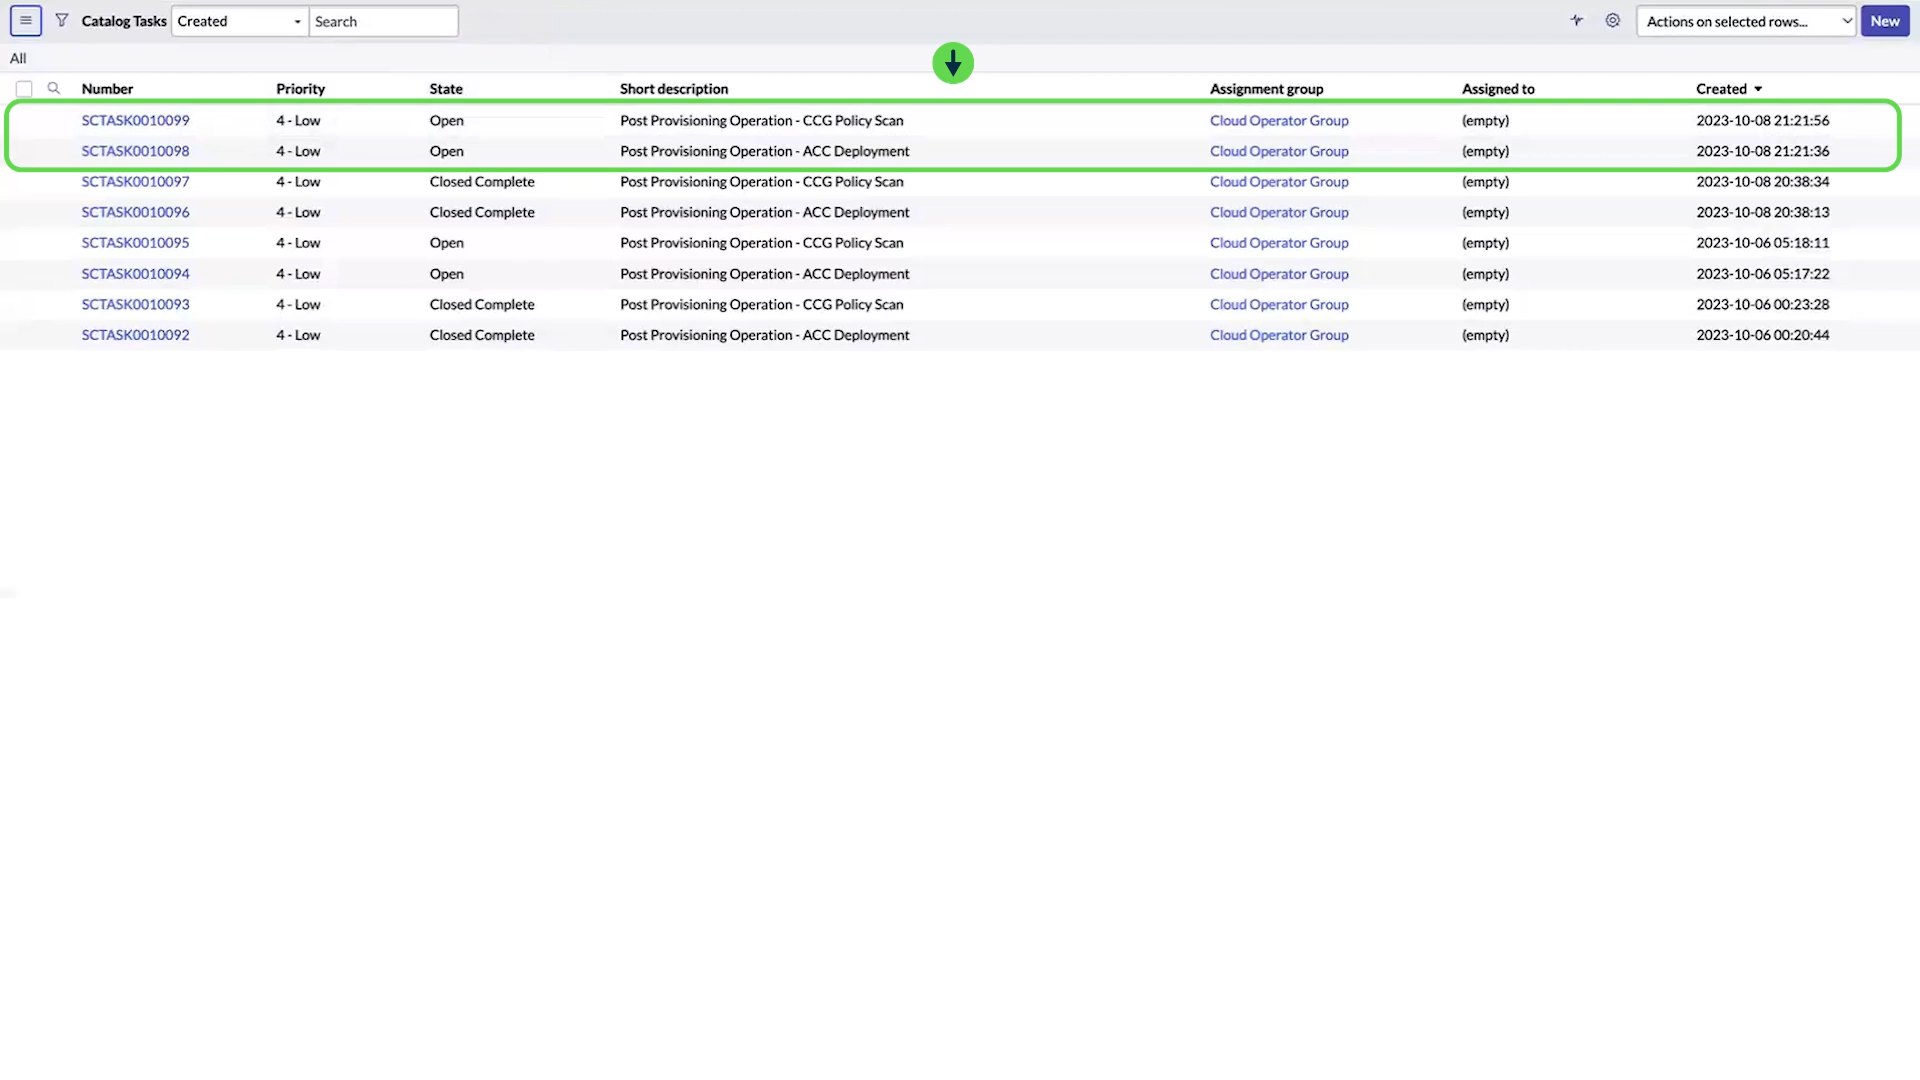 Catalog Tasks Created Search Actions on selected rows... New
All
Number Priority State Short description Assignment group Assigned to Created
SCTASK0010099 4 - Low Open Post Provisioning Operation - CCG Policy Scan Cloud Operator Group (empty) 2023-10-08 21:21:56
SCTASK0010098 4 - Low Open Post Provisioning Operation - ACC Deployment Cloud Operator Group (empty) 2023-10-08 21:21:36
SCTASK0010097 4 - Low Closed Complete Post Provisioning Operation - CCG Policy Scan Cloud Operator Group (empty) 2023-10-08 20:38:34
SCTASK0010096 4 - Low Closed Complete Post Provisioning Operation - ACC Deployment Cloud Operator Group (empty) 2023-10-08 20:38:13
SCTASK0010095 4 - Low Open Post Provisioning Operation - CCG Policy Scan Cloud Operator Group (empty) 2023-10-06 05:18:11
SCTASK0010094 4 - Low Open Post Provisioning Operation - ACC Deployment Cloud Operator Group (empty) 2023-10-06 05:17:22
SCTASK0010093 4 - Low Closed Complete Post Provisioning Operation - CCG Policy Scan Cloud Operator Group (empty) 2023-10-06 00:23:28
SCTASK0010092 4 - Low Closed Complete Post Provisioning Operation - ACC Deployment Cloud Operator Group (empty) 2023-10-06 00:20:44